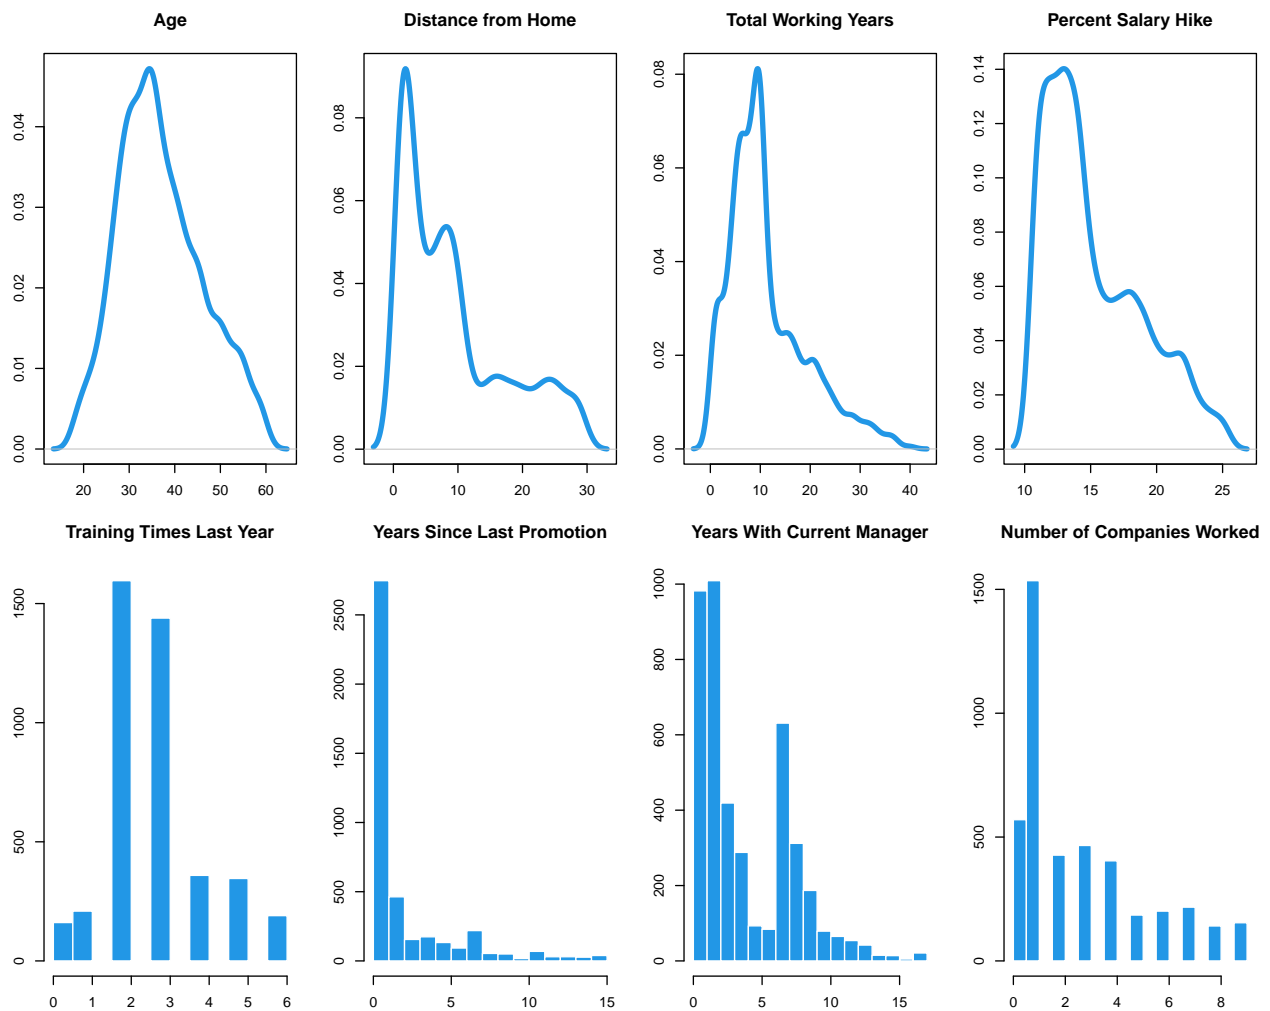 Age
Distance from Home
Total Working Years
Percent Salary Hike
0.00 0.01 0.02 0.03 0.04
20 30 40 50 60
0.00 0.02 0.04 0.06 0.08
0 10 20 30
0.00 0.02 0.04 0.06 0.08
0 10 20 30 40
0.00 0.02 0.04 0.06 0.08 0.10 0.12 0.14
10 15 20 25
Training Times Last Year
Years Since Last Promotion
Years With Current Manager
Number of Companies Worked
0 500 1000 1500
0 1 2 3 4 5 6
0 500 1000 1500 2000 2500
0 5 10 15
0 200 400 600 800 1000
0 5 10 15
0 500 1000 1500
0 2 4 6 8